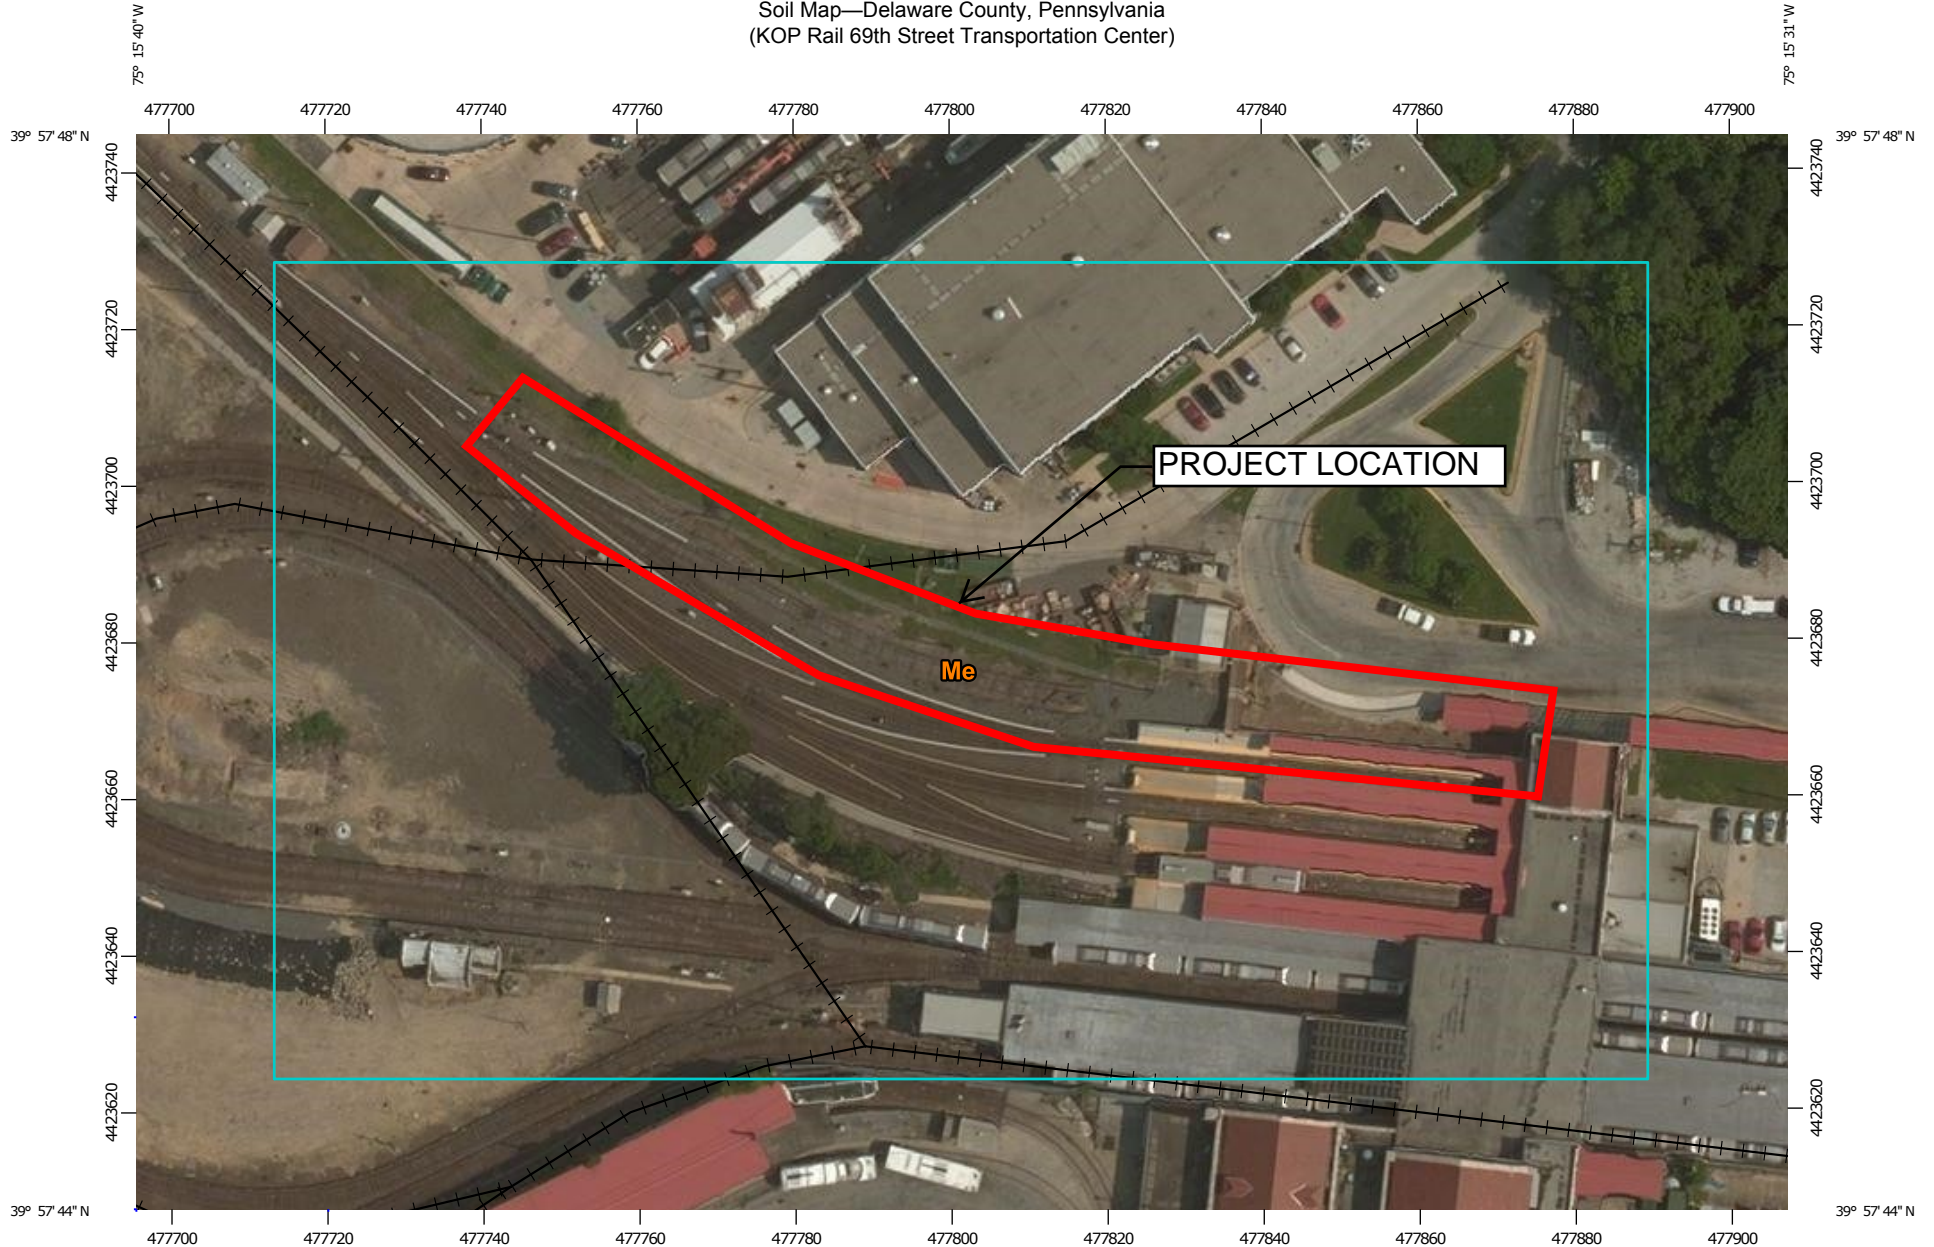 Soil Map—Delaware County, Pennsylvania
(KOP Rail 69th Street Transportation Center)
75° 15' 40" W
75° 15' 31" W
477700 477720 477740 477760 477780 477800 477820 477840 477860 477880 477900
39° 57' 48" N
39° 57' 48" N
4423740
4423740
4423720
4423720
PROJECT LOCATION
4423700
4423700
4423680
4423680
Me
4423660
4423660
4423640
4423640
4423620
4423620
39° 57' 44" N
39° 57' 44" N
477700 477720 477740 477760 477780 477800 477820 477840 477860 477880 477900